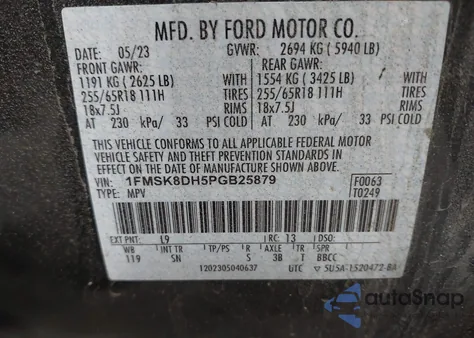 MFD. BY FORD MOTOR CO.
DATE: 05/23 GVWR: 2694 KG (5940 LB)
FRONT GAWR: REAR GAWR:
1191 KG (2625 LB) WITH 1554 KG (3425 LB) WITH
255/65R18 111H TIRES 255/65R18 111H TIRES
18x7.5J RIMS 18x7.5J RIMS
AT 230 kPa/ 33 PSI COLD AT 230 kPa/ 33 PSI COLD
THIS VEHICLE CONFORMS TO ALL APPLICABLE FEDERAL MOTOR
VEHICLE SAFETY AND THEFT PREVENTION STANDARDS IN
EFFECT ON THE DATE OF MANUFACTURE SHOWN ABOVE.
VIN: 1FMSK8DH5PGB25879 F0063
TYPE: MPV T0249
EXT PNT: L9 RC: 13 DSO:
WB INT TR TP/PS R AXLE TR SPR
119 SN S 3B T BBCC
1202305040637 UTC ▽ 5U5A-1520472-BA
autoSnap